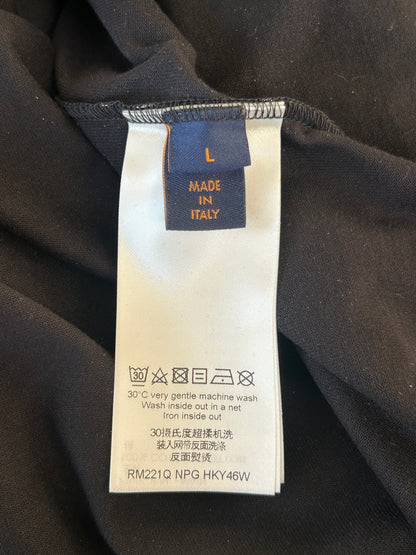 L
MADE
IN
ITALY
30
30°C very gentle machine wash
Wash inside out in a net
Iron inside out
30摄氏度超揉机洗
装入网带反面洗涤
反面熨烫
RM221Q NPG HKY46W